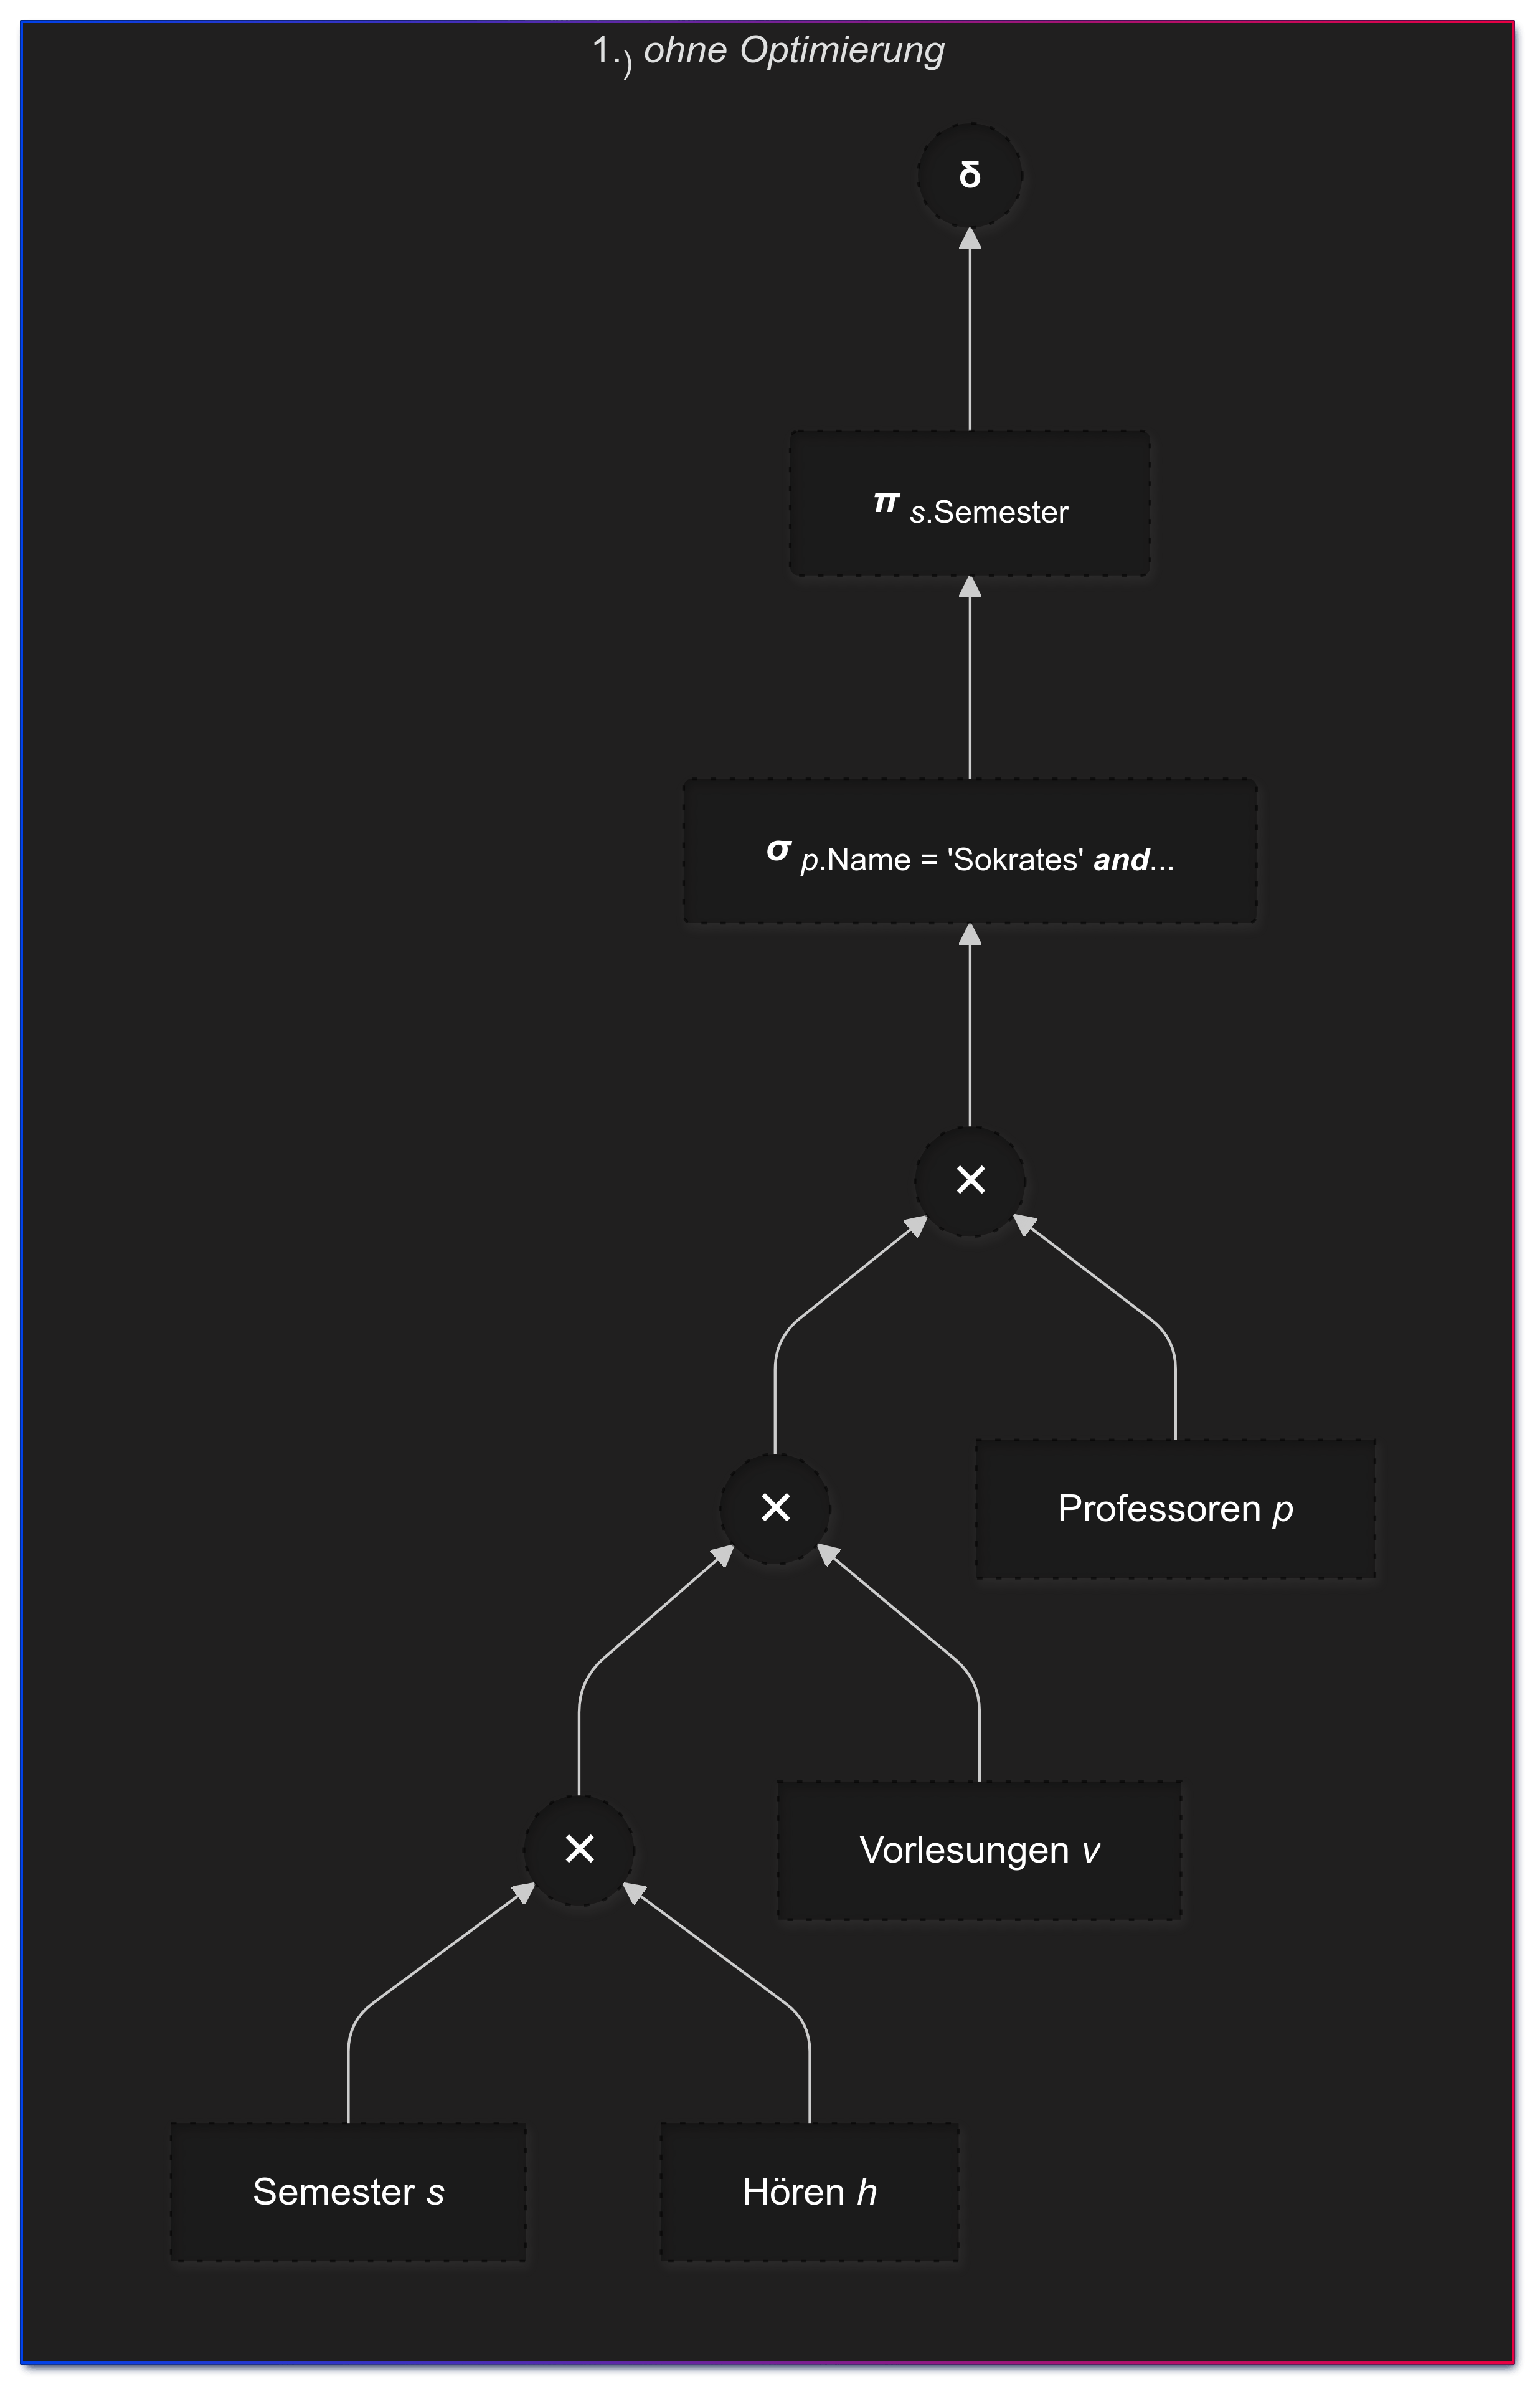 1.) ohne Optimierung
δ
π s.Semester
σ p.Name = 'Sokrates' and...
×
×
Professoren p
×
Vorlesungen v
Semester s
Hören h